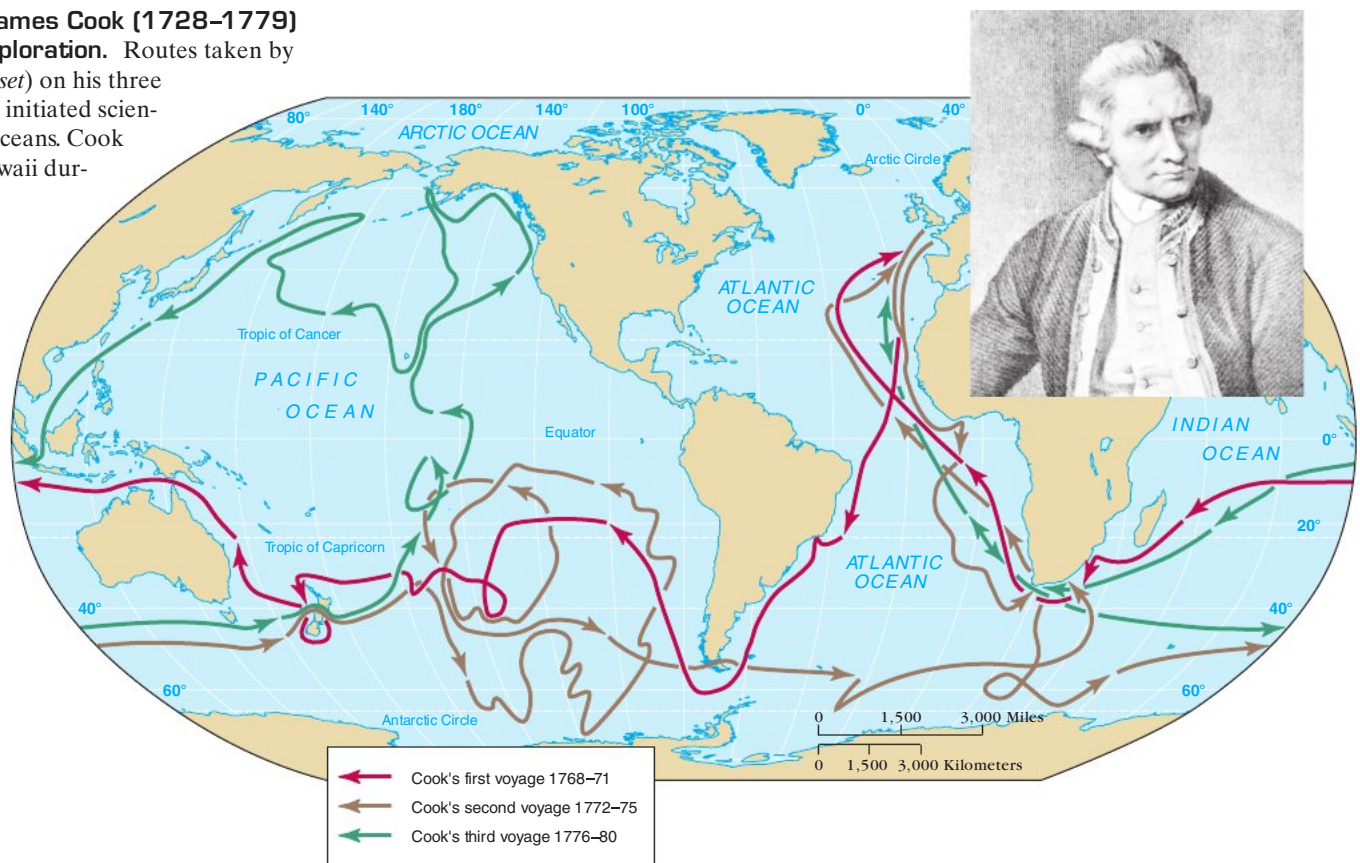 ames Cook (1728–1779)
ploration. Routes taken by
set) on his three
initiated scien-
ceans. Cook
waii dur-
80°
140°
180°
140°
100°
0°
40°
ARCTIC OCEAN
Arctic Circle
ATLANTIC
OCEAN
Tropic of Cancer
PACIFIC
OCEAN
Equator
INDIAN
OCEAN
0°
20°
Tropic of Capricorn
ATLANTIC
OCEAN
40°
40°
60°
60°
Antarctic Circle
0 1,500 3,000 Miles
0 1,500 3,000 Kilometers
Cook's first voyage 1768–71
Cook's second voyage 1772–75
Cook's third voyage 1776–80